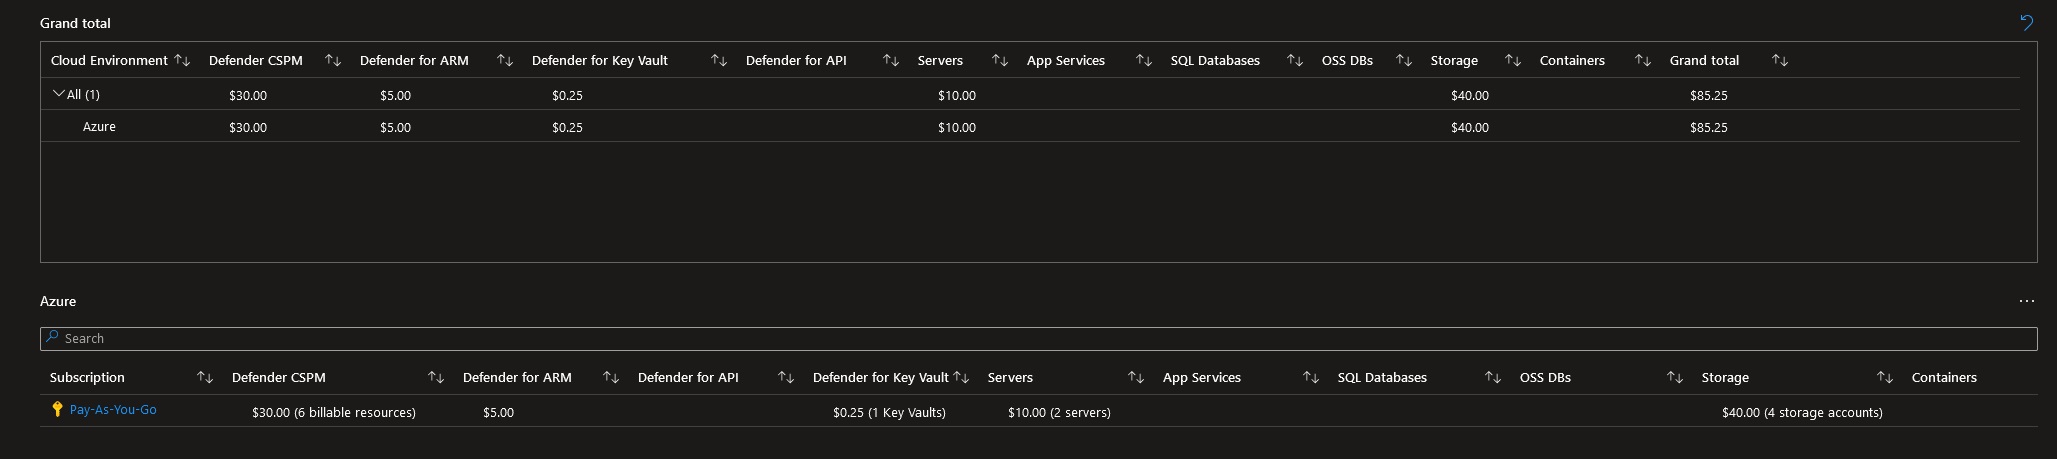 Grand total
Cloud Environment Defender CSPM Defender for ARM Defender for Key Vault Defender for API Servers App Services SQL Databases OSS DBs Storage Containers Grand total
All (1) $30.00 $5.00 $0.25 $10.00 $40.00 $85.25
Azure $30.00 $5.00 $0.25 $10.00 $40.00 $85.25
Azure
Search
Subscription Defender CSPM Defender for ARM Defender for API Defender for Key Vault Servers App Services SQL Databases OSS DBs Storage Containers
Pay-As-You-Go $30.00 (6 billable resources) $5.00 $0.25 (1 Key Vaults) $10.00 (2 servers) $40.00 (4 storage accounts)